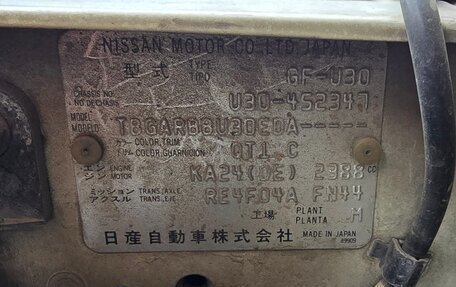 NISSAN MOTOR CO.,LTD.JAPAN
型式 TYPE TIPO GF-U30
CHASSIS NO. NO DECHASIS U30-452347
MODEL MODELO TBGARB8U30EDA-----
カラー COLOR,TRIM トリム COLOR,GUARNICION QT1 C
エンジン ENGINE MOTOR KA24(DE) 2388 CC
ミッション TRANS.,AXLE アクスル TRANS.,EJE RE4F04A FN44
工場 PLANT PLANTA M
日産自動車株式会社 MADE IN JAPAN